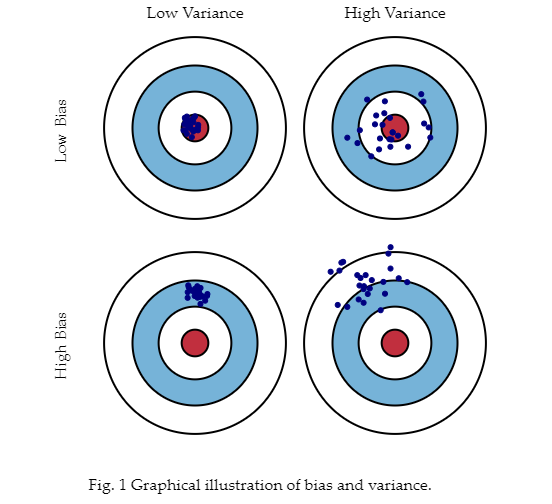 Low Variance
High Variance
Low Bias
High Bias
Fig. 1 Graphical illustration of bias and variance.